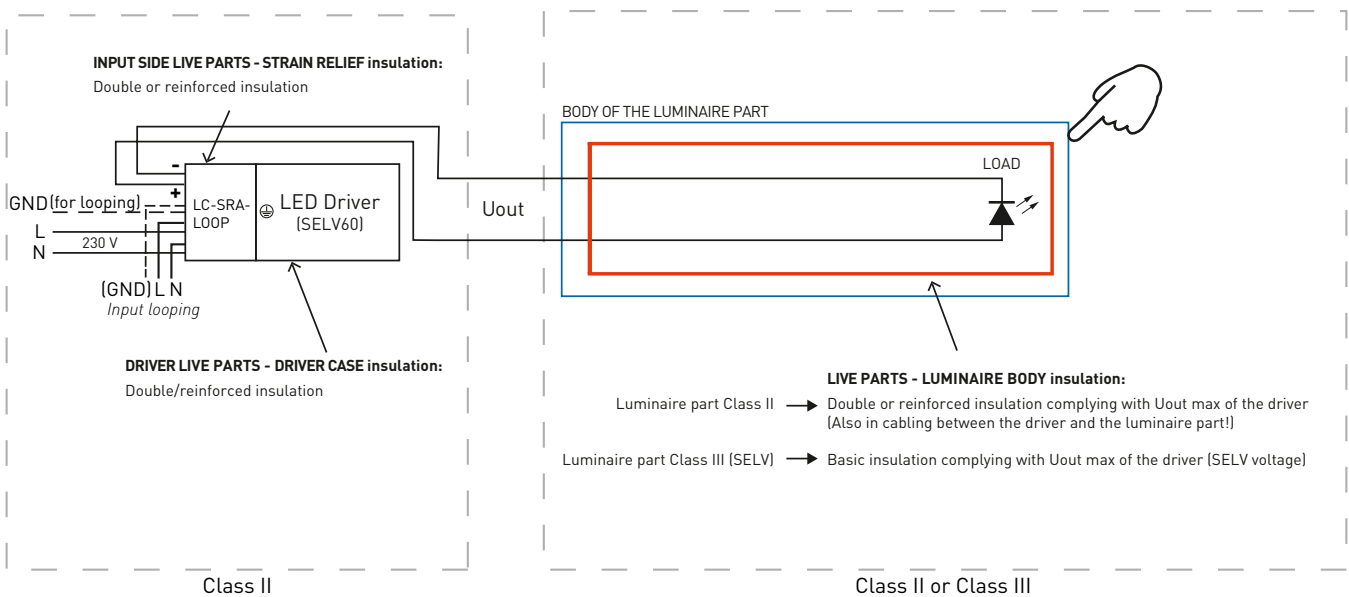 INPUT SIDE LIVE PARTS - STRAIN RELIEF insulation:
Double or reinforced insulation
-
+
GND (for looping)
L
N
230 V
LC-SRA-
LOOP
LED Driver
(SELV60)
(GND) L N
Input looping
DRIVER LIVE PARTS - DRIVER CASE insulation:
Double/reinforced insulation
Class II
Uout
BODY OF THE LUMINAIRE PART
LOAD
LIVE PARTS - LUMINAIRE BODY insulation:
Luminaire part Class II
Double or reinforced insulation complying with Uout max of the driver
(Also in cabling between the driver and the luminaire part!)
Luminaire part Class III (SELV)
Basic insulation complying with Uout max of the driver (SELV voltage)
Class II or Class III